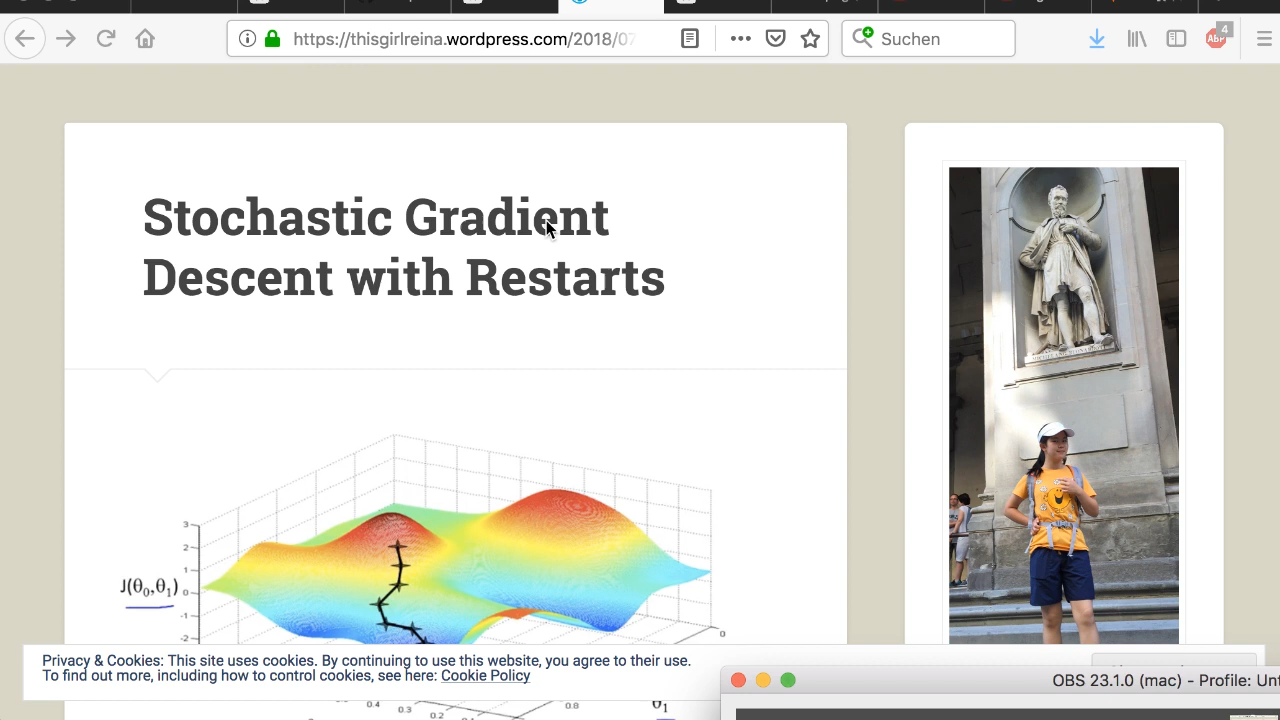 https://thisgirlreina.wordpress.com/2018/07
Suchen
ABP
4
Stochastic Gradient
Descent with Restarts
3
2
1
0
-1
-2
J(θ₀,θ₁)
0
Privacy & Cookies: This site uses cookies. By continuing to use this website, you agree to their use.
To find out more, including how to control cookies, see here: Cookie Policy
OBS 23.1.0 (mac) - Profile: Unt
0.4
0.3
0.2
0.8
θ₁